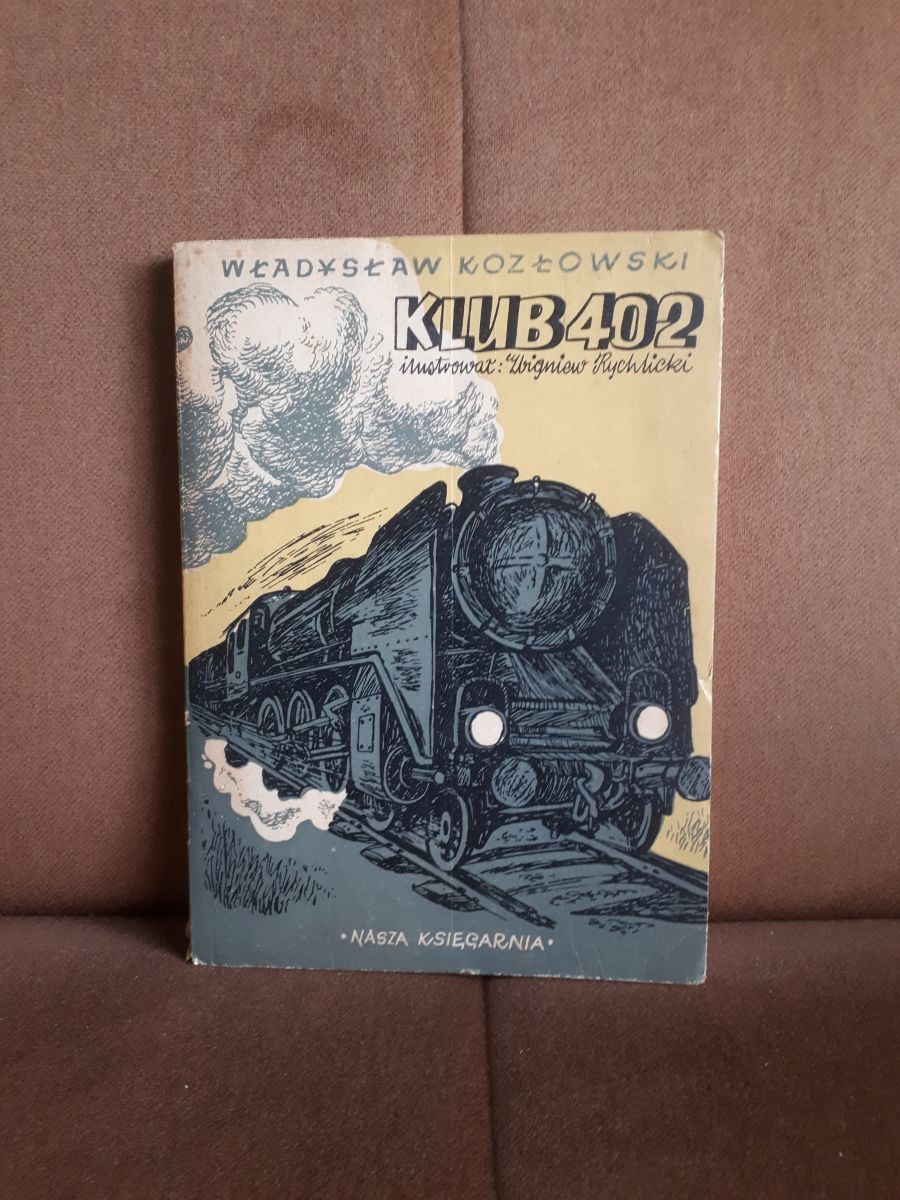 WŁADYSŁAW KOZŁOWSKI
KLUB 402
ilustrował: Zbigniew Rychlicki
• NASZA KSIĘGARNIA •